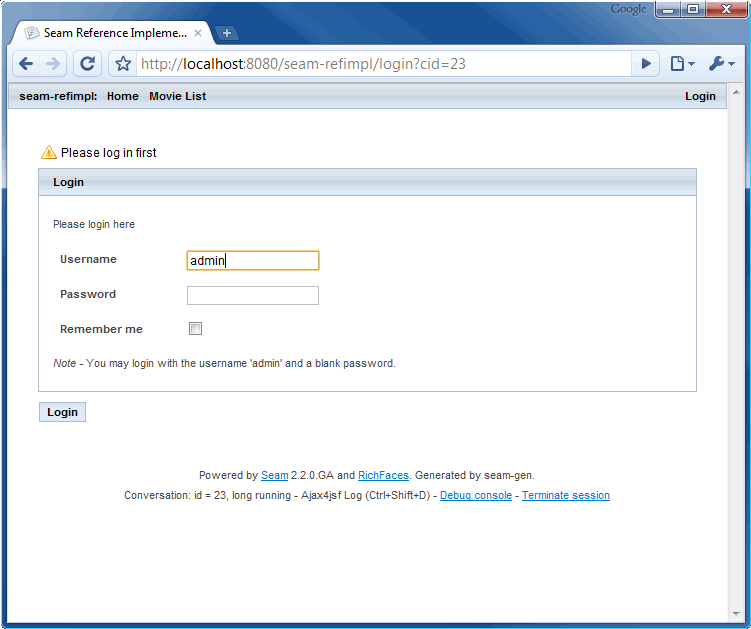 Google
Seam Reference Impleme...
http://localhost:8080/seam-refimpl/login?cid=23
seam-refimpl: Home Movie List Login
Please log in first
Login
Please login here
Username admin
Password
Remember me
Note - You may login with the username 'admin' and a blank password.
Login
Powered by Seam 2.2.0.GA and RichFaces. Generated by seam-gen.
Conversation: id = 23, long running - Ajax4jsf Log (Ctrl+Shift+D) - Debug console - Terminate session